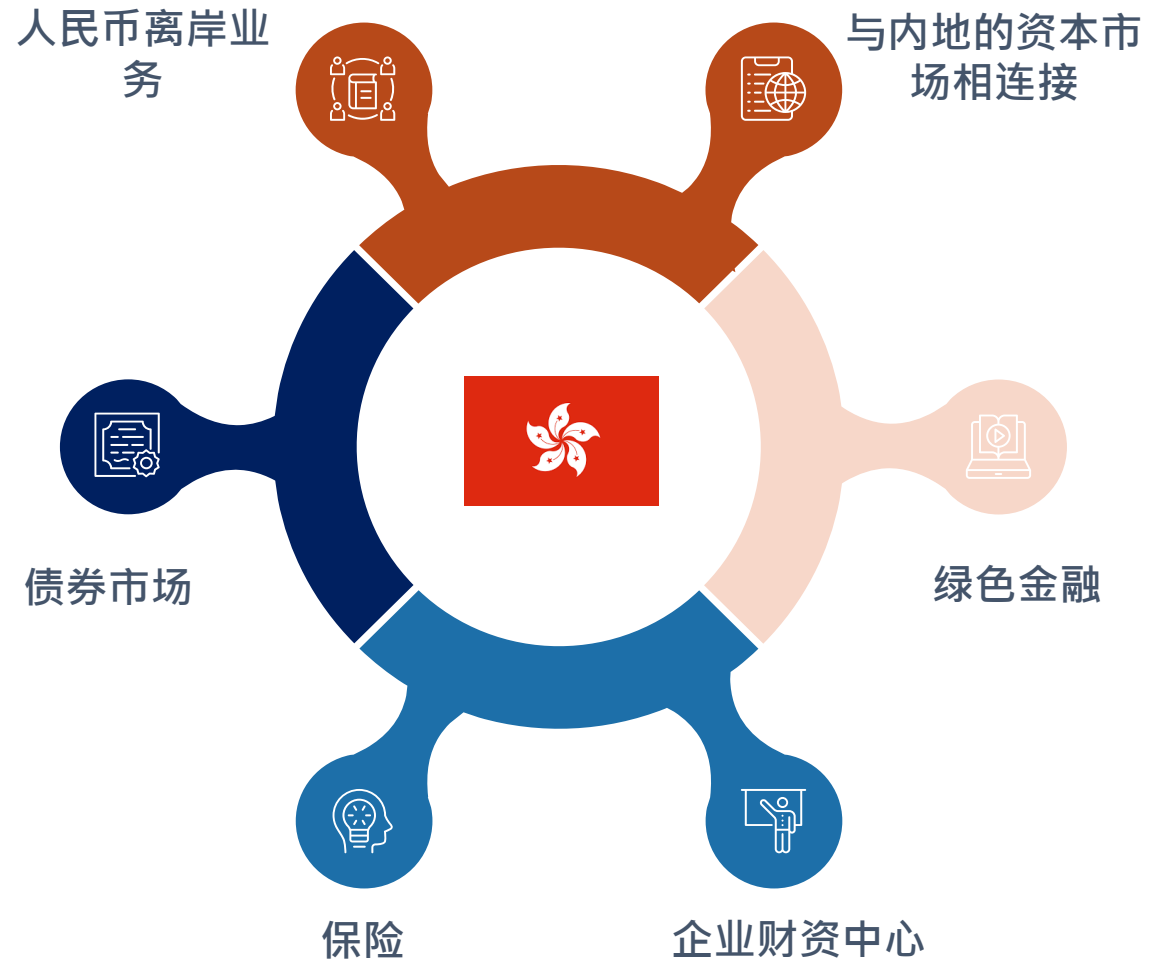 人民币离岸业
务
与内地的资本市
场相连接
债券市场
绿色金融
保险
企业财资中心